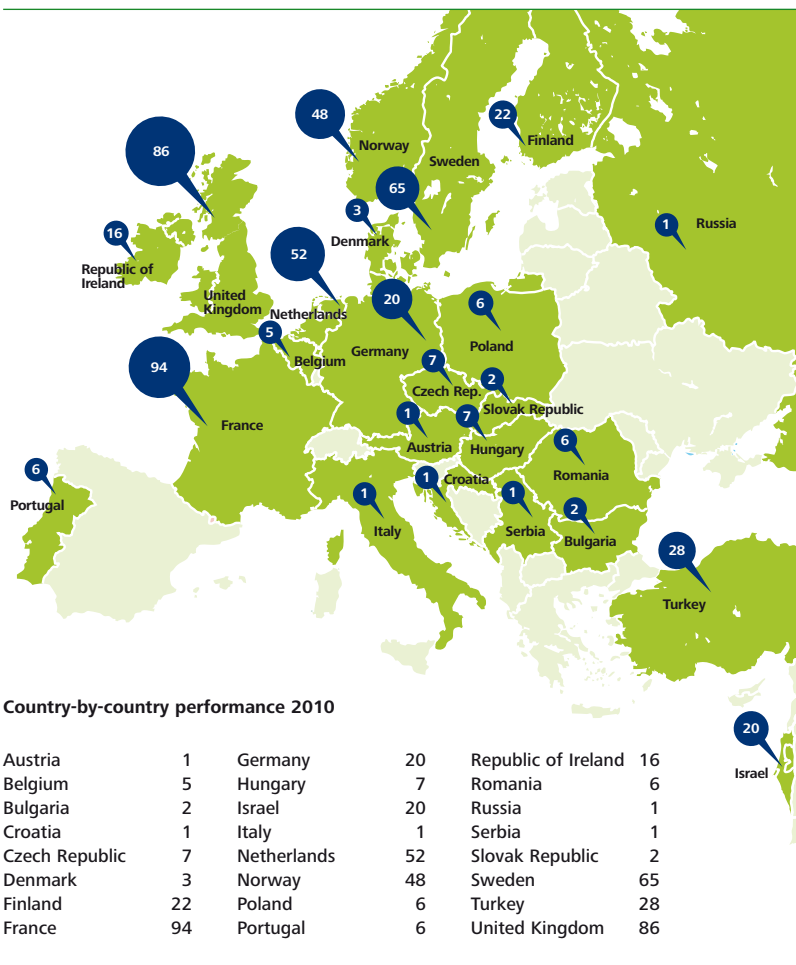 48
22
86
Norway
Finland
Sweden
65
3
16
1
Russia
Denmark
52
Republic of
Ireland
United
Kingdom
20
6
Netherlands
5
Poland
Germany
Belgium
7
94
2
Czech Rep.
Slovak Republic
1
7
France
Austria
Hungary
6
6
1
Croatia
Romania
1
1
Portugal
2
Italy
Serbia
Bulgaria
28
Turkey
Country-by-country performance 2010
20
Israel
Austria 1 Germany 20 Republic of Ireland 16
Belgium 5 Hungary 7 Romania 6
Bulgaria 2 Israel 20 Russia 1
Croatia 1 Italy 1 Serbia 1
Czech Republic 7 Netherlands 52 Slovak Republic 2
Denmark 3 Norway 48 Sweden 65
Finland 22 Poland 6 Turkey 28
France 94 Portugal 6 United Kingdom 86